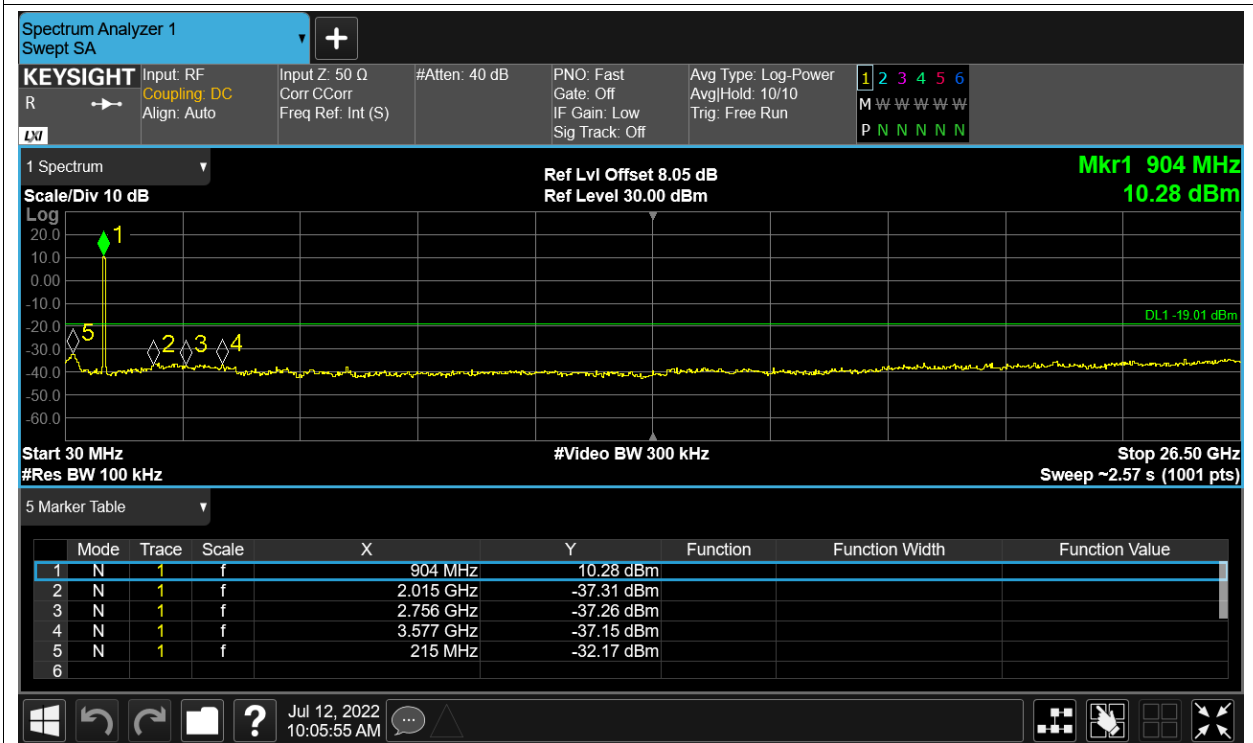 Spectrum Analyzer 1
Swept SA
KEYSIGHT Input: RF Input Z: 50 Ω #Atten: 40 dB PNO: Fast Avg Type: Log-Power 1 2 3 4 5 6
R Coupling: DC Corr CCorr Gate: Off Avg|Hold: 10/10 M W W W W W
Align: Auto Freq Ref: Int (S) IF Gain: Low Trig: Free Run
LXI Sig Track: Off P N N N N N
1 Spectrum Ref Lvl Offset 8.05 dB Mkr1 904 MHz
Scale/Div 10 dB Ref Level 30.00 dBm 10.28 dBm
Log
20.0 1
10.0
0.00
-10.0
DL1 -19.01 dBm
-20.0 5
-30.0 2 3 4
-40.0
-50.0
-60.0
Start 30 MHz #Video BW 300 kHz Stop 26.50 GHz
#Res BW 100 kHz Sweep ~2.57 s (1001 pts)
5 Marker Table
Mode Trace Scale X Y Function Function Width Function Value
1 N 1 f 904 MHz 10.28 dBm
2 N 1 f 2.015 GHz -37.31 dBm
3 N 1 f 2.756 GHz -37.26 dBm
4 N 1 f 3.577 GHz -37.15 dBm
5 N 1 f 215 MHz -32.17 dBm
6
? Jul 12, 2022
10:05:55 AM